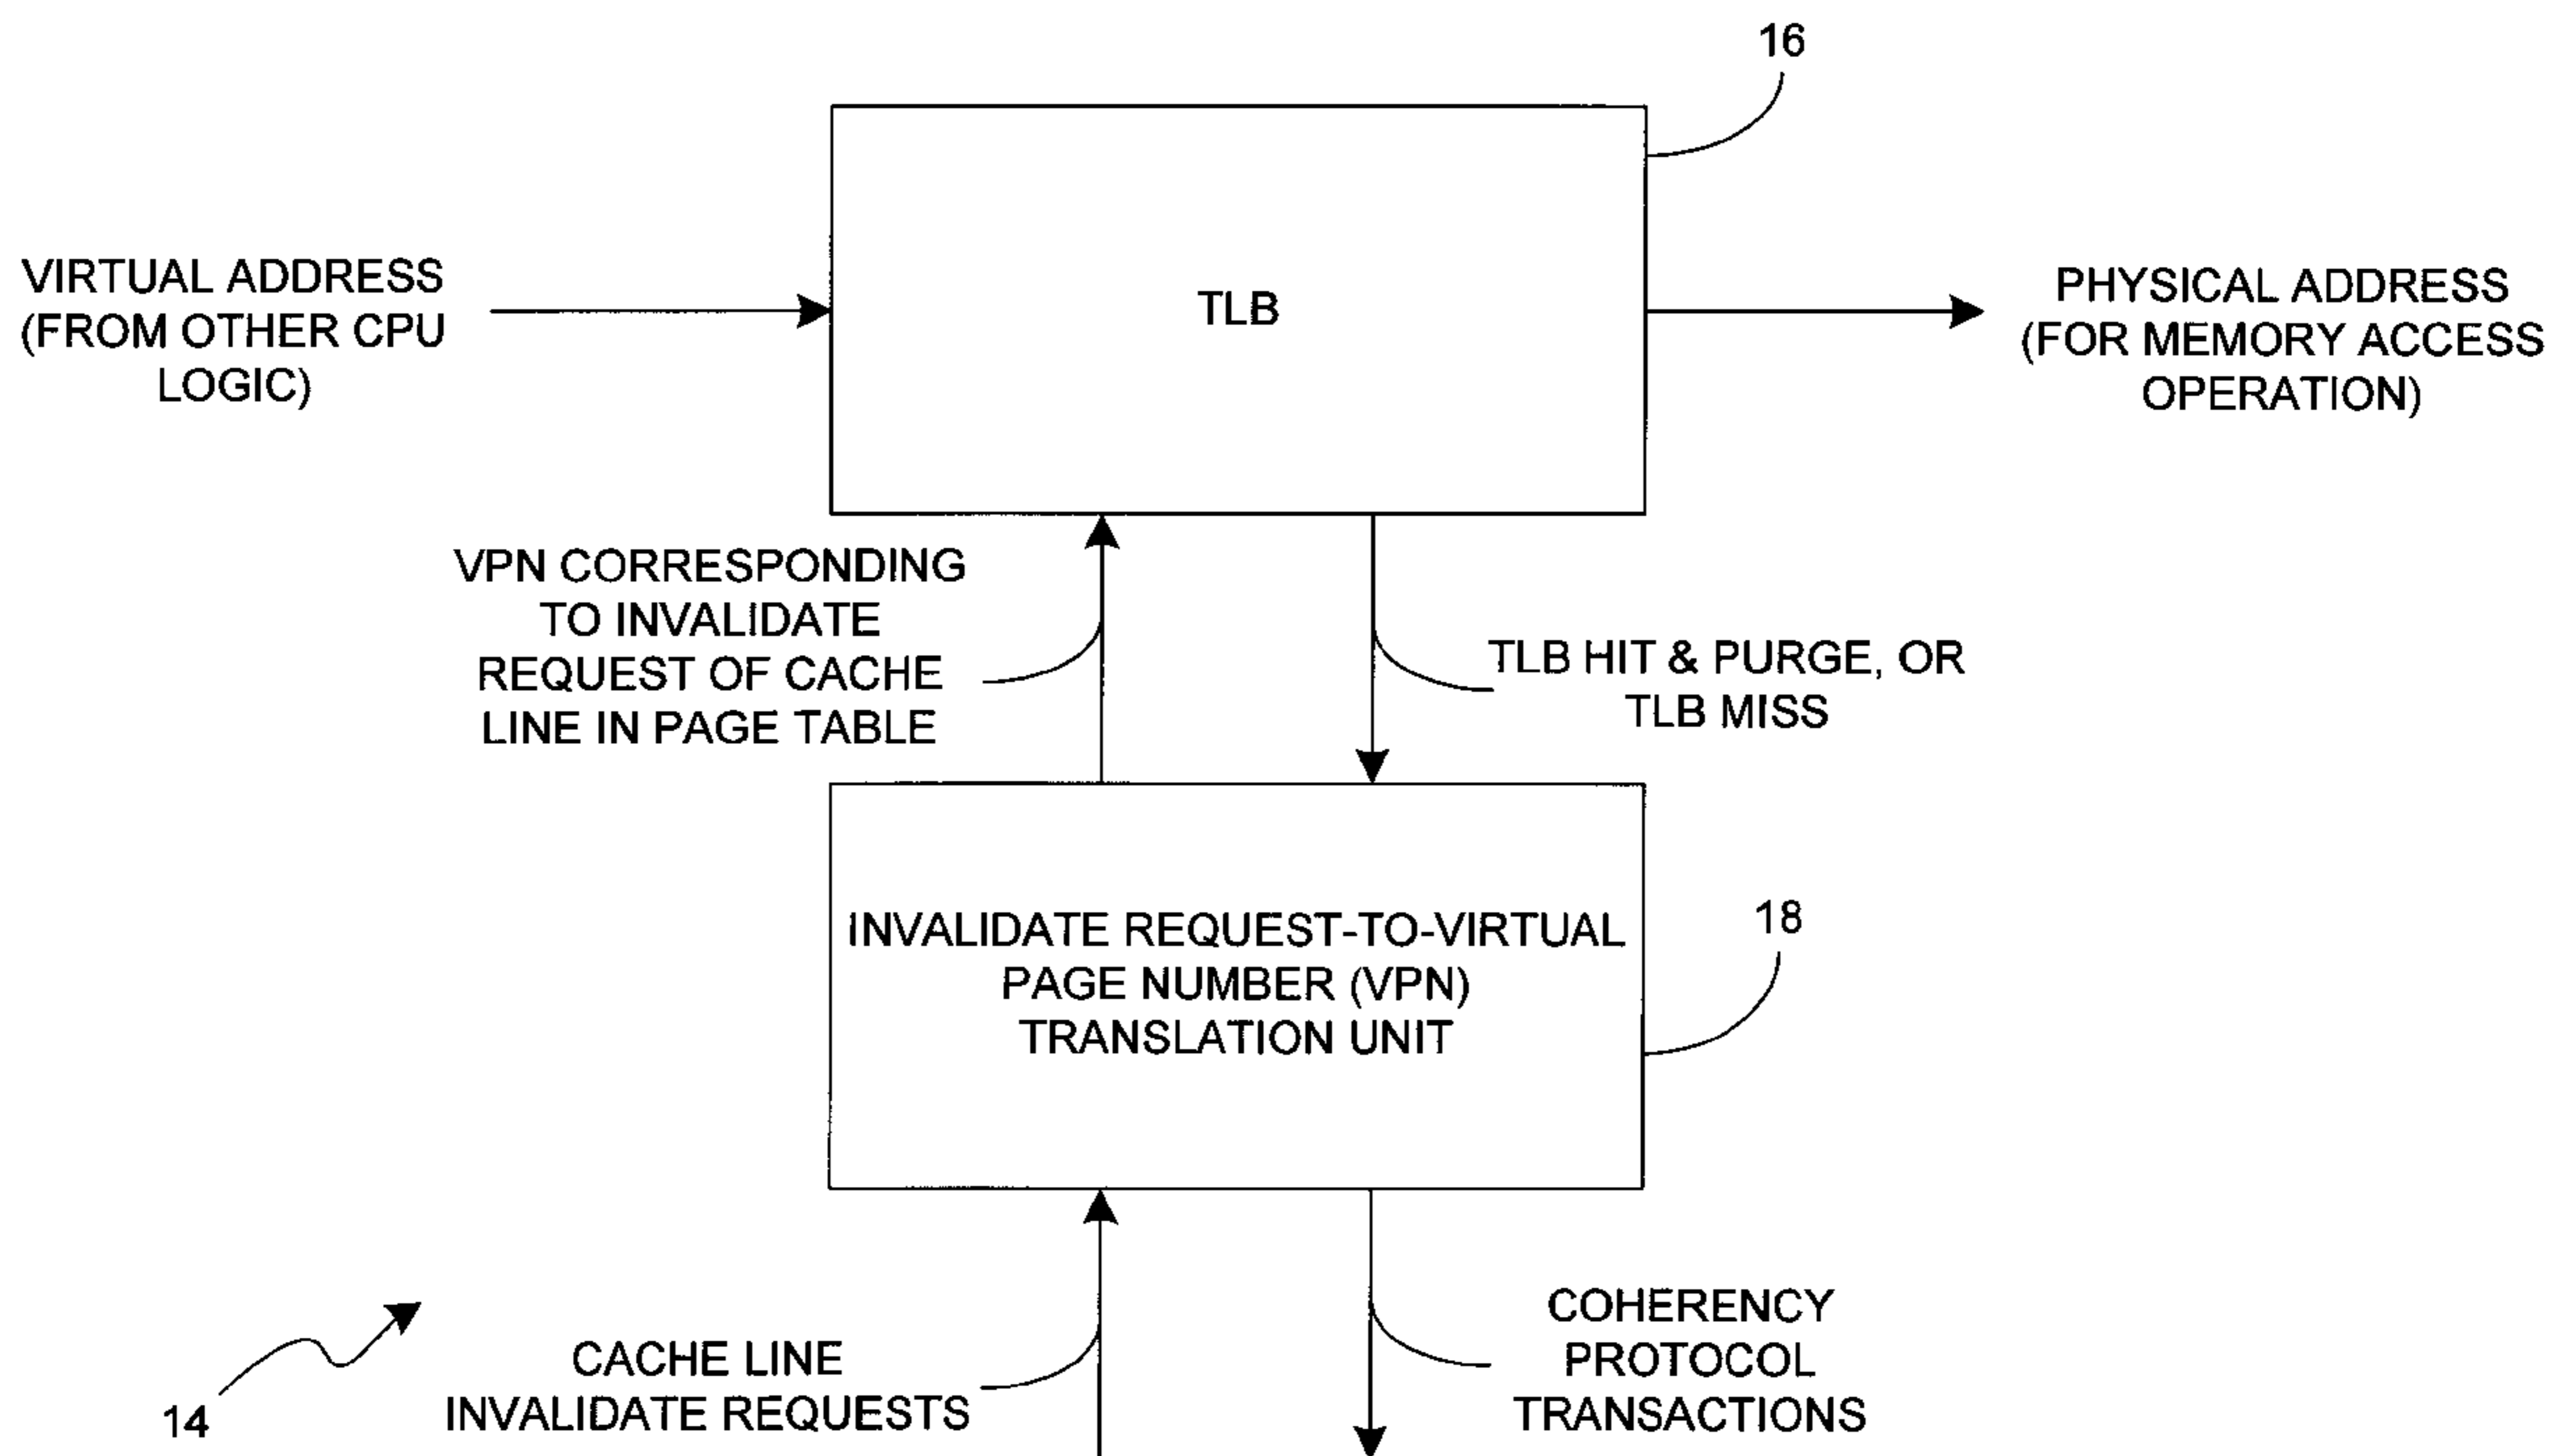 16
VIRTUAL ADDRESS
(FROM OTHER CPU
LOGIC)
TLB
PHYSICAL ADDRESS
(FOR MEMORY ACCESS
OPERATION)
VPN CORRESPONDING
TO INVALIDATE
REQUEST OF CACHE
LINE IN PAGE TABLE
TLB HIT & PURGE, OR
TLB MISS
18
INVALIDATE REQUEST-TO-VIRTUAL
PAGE NUMBER (VPN)
TRANSLATION UNIT
14
CACHE LINE
INVALIDATE REQUESTS
COHERENCY
PROTOCOL
TRANSACTIONS